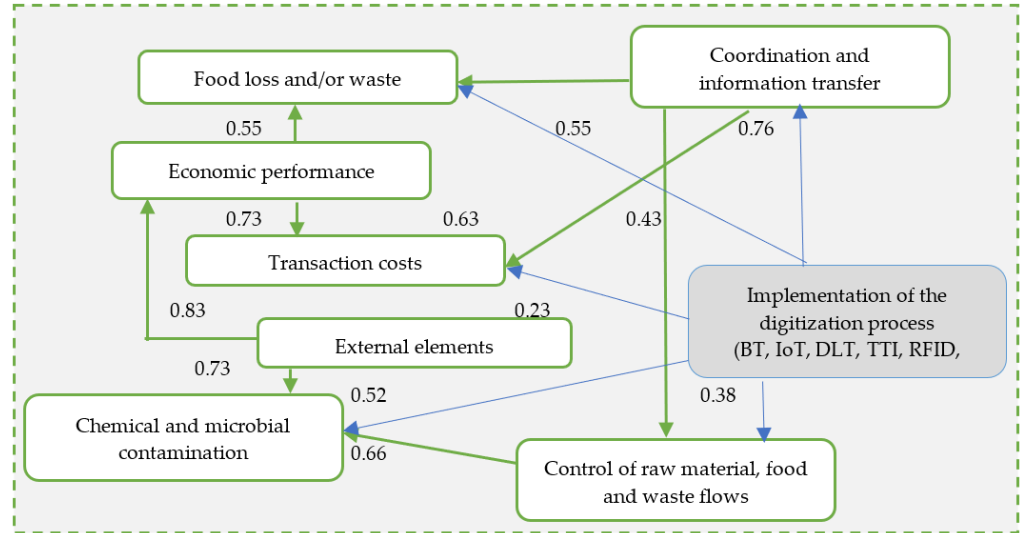 Coordination and
information transfer
Food loss and/or waste
0.55
0.55
0.76
Economic performance
0.73
0.63
0.43
Transaction costs
Implementation of the
digitization process
(BT, IoT, DLT, TTI, RFID,
0.83
0.23
External elements
0.73
0.52
0.38
Chemical and microbial
contamination
0.66
Control of raw material, food
and waste flows